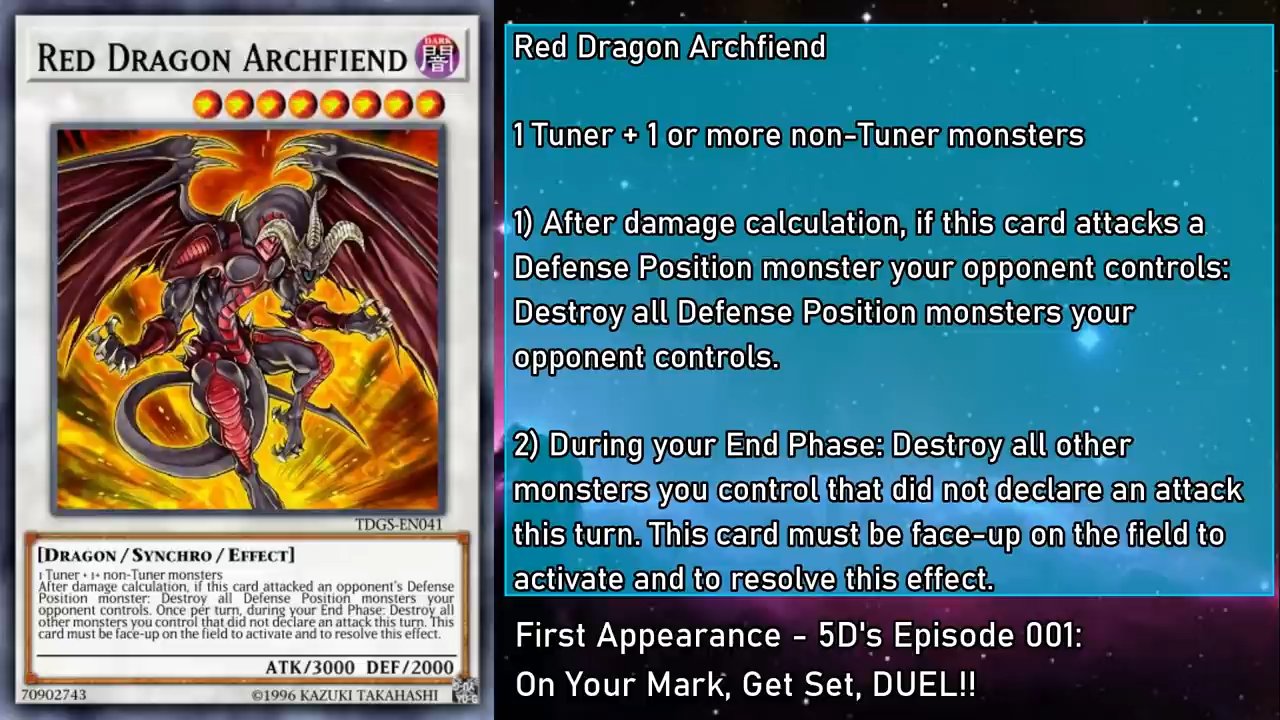 RED DRAGON ARCHFIEND
DARK
闇
TDGS-EN041
[DRAGON / SYNCHRO / EFFECT]
1 Tuner + 1+ non-Tuner monsters
After damage calculation, if this card attacked an opponent's Defense
Position monster: Destroy all Defense Position monsters your
opponent controls. Once per turn, during your End Phase: Destroy all
other monsters you control that did not declare an attack this turn. This
card must be face-up on the field to activate and to resolve this effect.
ATK/3000 DEF/2000
70902743
©1996 KAZUKI TAKAHASHI
Red Dragon Archfiend
1 Tuner + 1 or more non-Tuner monsters
1) After damage calculation, if this card attacks a
Defense Position monster your opponent controls:
Destroy all Defense Position monsters your
opponent controls.
2) During your End Phase: Destroy all other
monsters you control that did not declare an attack
this turn. This card must be face-up on the field to
activate and to resolve this effect.
First Appearance - 5D's Episode 001:
On Your Mark, Get Set, DUEL!!